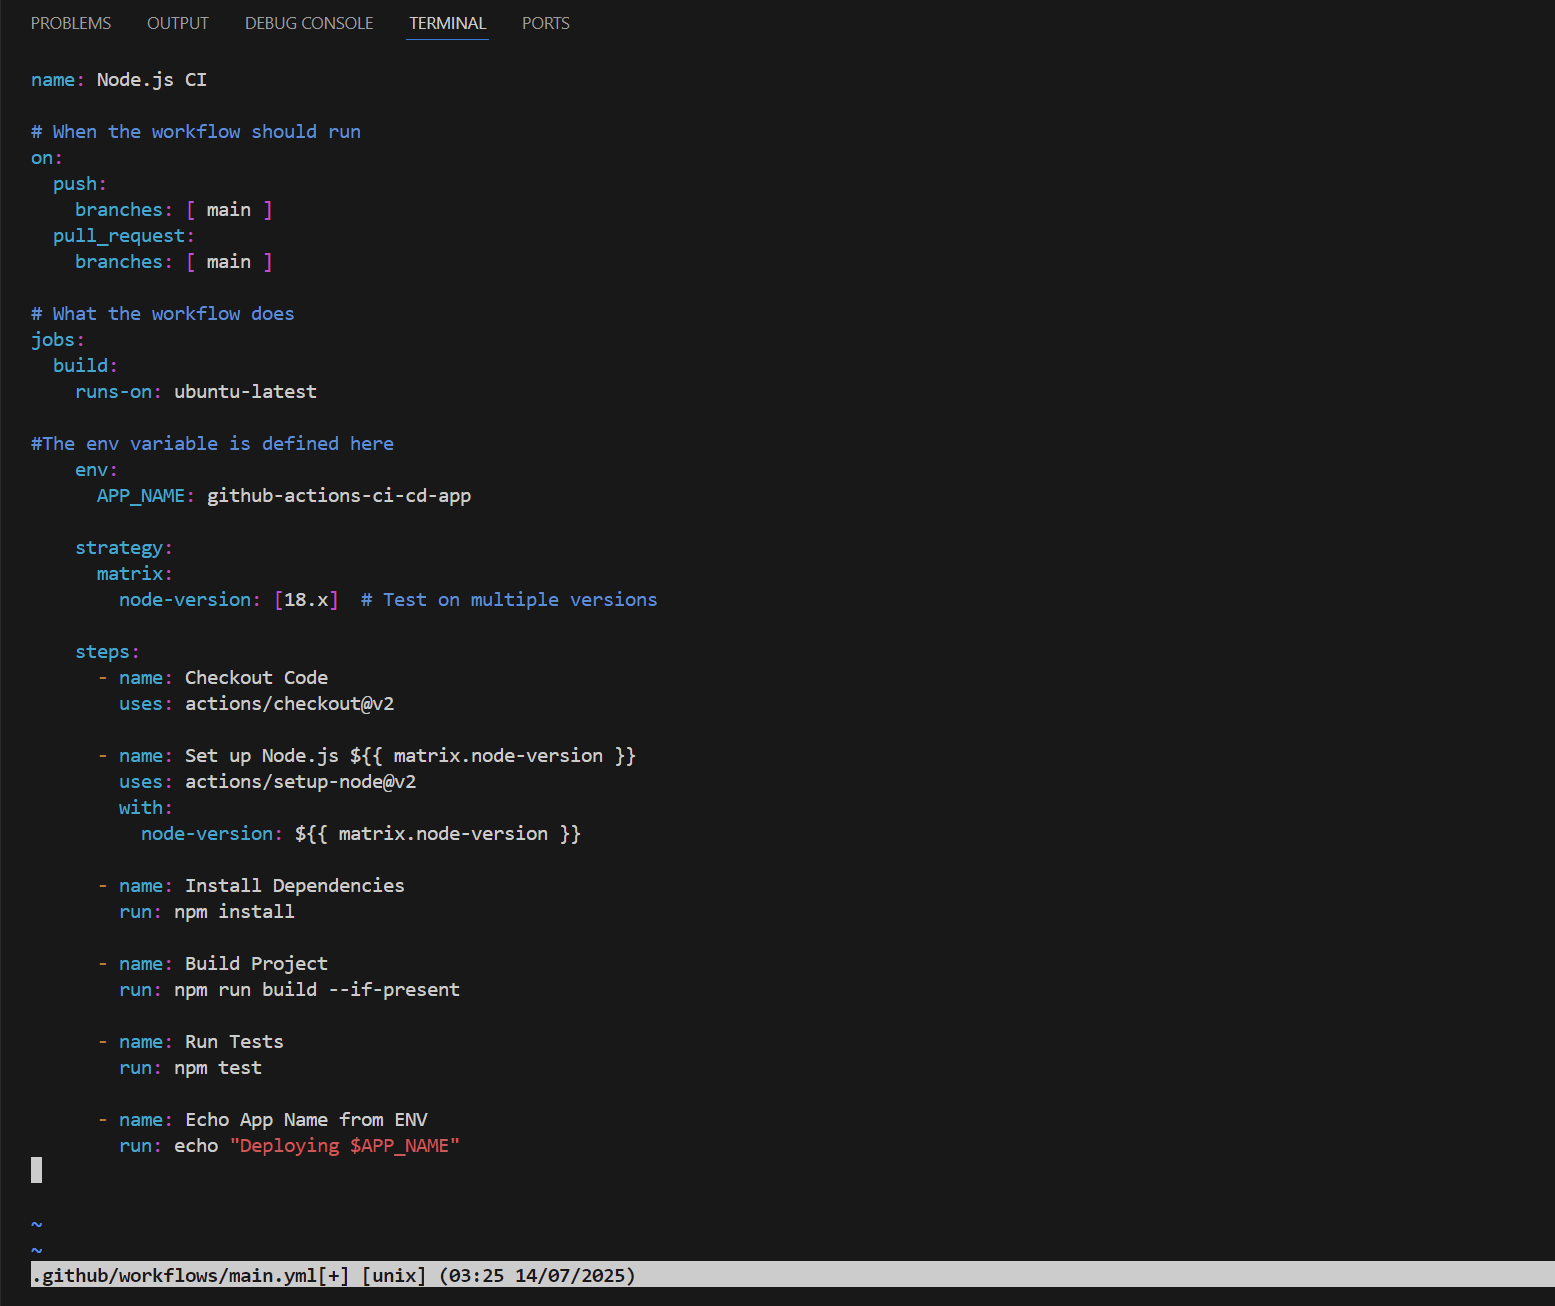 PROBLEMS OUTPUT DEBUG CONSOLE TERMINAL PORTS
name: Node.js CI
# When the workflow should run
on:
  push:
    branches: [ main ]
  pull_request:
    branches: [ main ]
# What the workflow does
jobs:
  build:
    runs-on: ubuntu-latest
#The env variable is defined here
    env:
      APP_NAME: github-actions-ci-cd-app
    strategy:
      matrix:
        node-version: [18.x]  # Test on multiple versions
    steps:
      - name: Checkout Code
        uses: actions/checkout@v2
      - name: Set up Node.js ${{ matrix.node-version }}
        uses: actions/setup-node@v2
        with:
          node-version: ${{ matrix.node-version }}
      - name: Install Dependencies
        run: npm install
      - name: Build Project
        run: npm run build --if-present
      - name: Run Tests
        run: npm test
      - name: Echo App Name from ENV
        run: echo "Deploying $APP_NAME"
~
~
.github/workflows/main.yml[+] [unix] (03:25 14/07/2025)